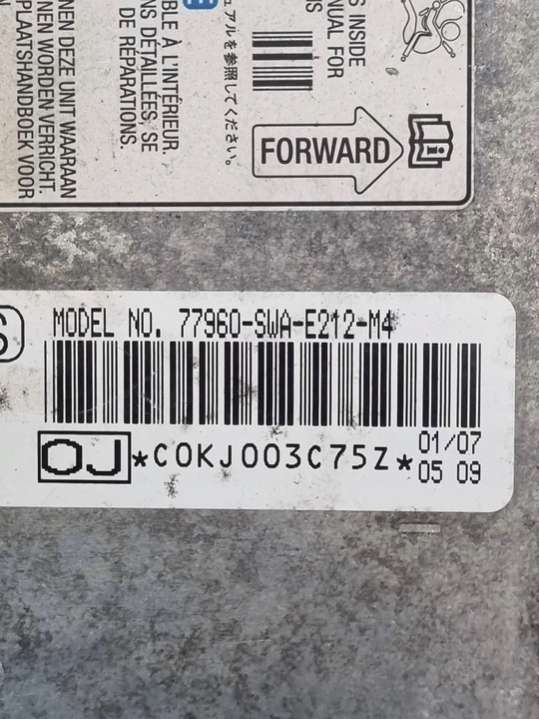 S INSIDE
NUAL FOR
NS
ュアルを参照してください。
BLE À L'INTÉRIEUR.
NS DÉTAILLÉES SE
DE RÉPARATIONS.
NEN DEZE UNIT WAARAAN
NEN WORDEN VERRICHT.
PLAATSHANDBOEK VOOR
FORWARD
S
MODEL NO. 77960-SWA-E212-M4
OJ *C0KJ003C75Z* 01/07
05 09